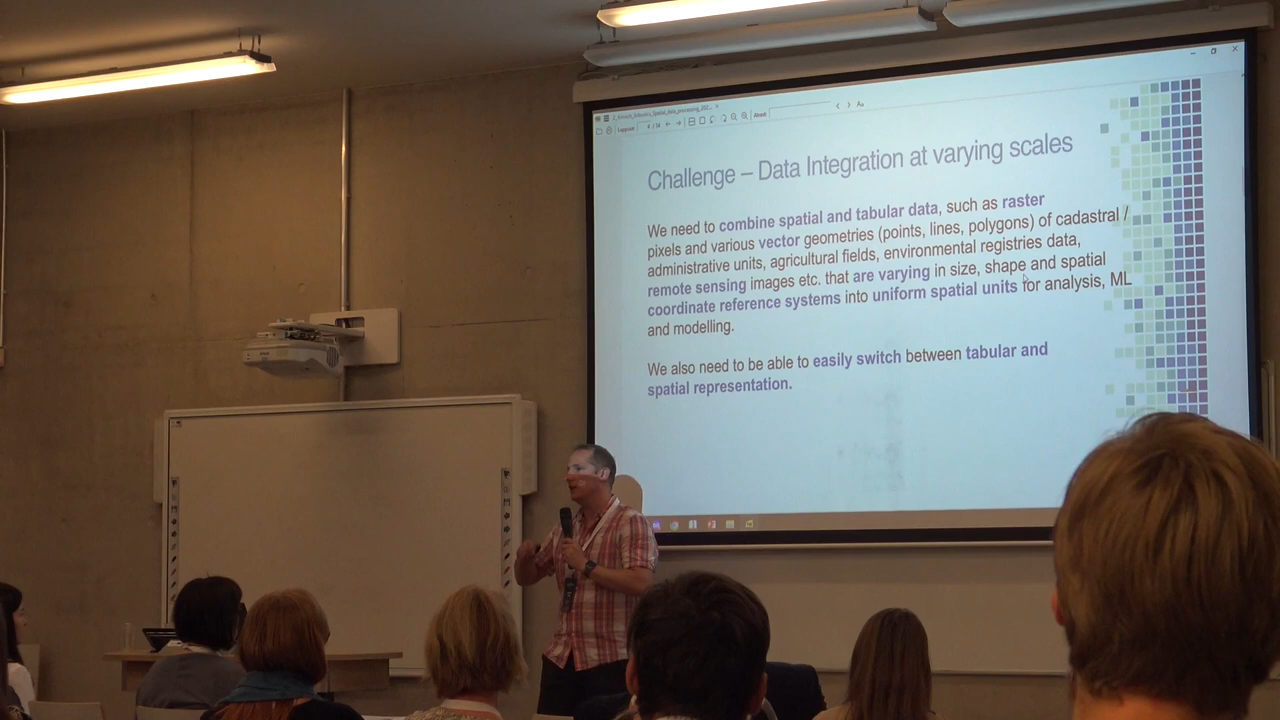 Challenge – Data Integration at varying scales
We need to combine spatial and tabular data, such as raster
pixels and various vector geometries (points, lines, polygons) of cadastral /
administrative units, agricultural fields, environmental registries data,
remote sensing images etc. that are varying in size, shape and spatial
coordinate reference systems into uniform spatial units for analysis, ML
and modelling.
We also need to be able to easily switch between tabular and
spatial representation.